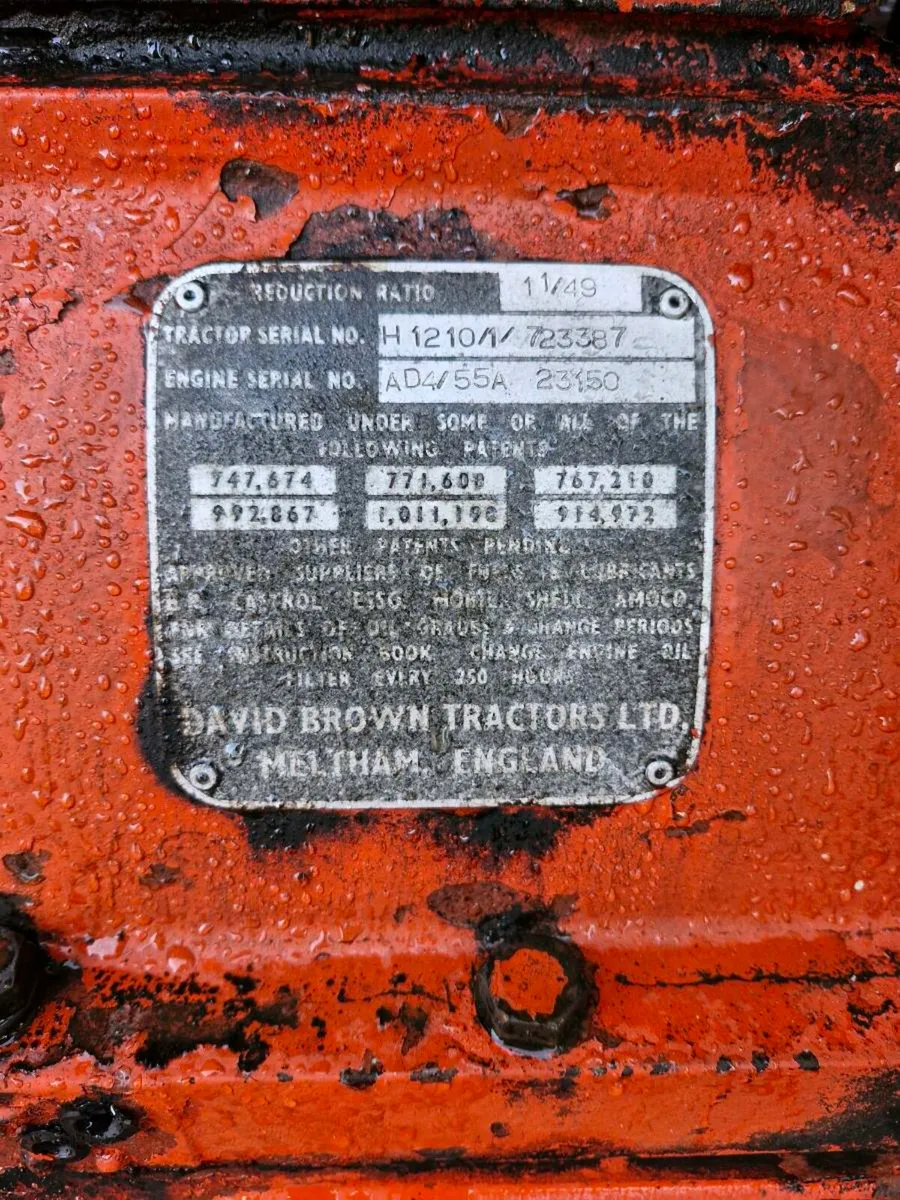 REDUCTION RATIO 11/49
TRACTOR SERIAL NO. H1210/1/ 723387
ENGINE SERIAL NO. AD4/55A 23150
MANUFACTURED UNDER SOME OR ALL OF THE
FOLLOWING PATENTS
747,674 771,608 767,210
992,867 1,011,198 914,972
OTHER PATENTS PENDING
APPROVED SUPPLIERS OF FUELS & LUBRICANTS
B.P. CASTROL ESSO MOBIL SHELL AMOCO
FOR DETAILS OF OIL GRADES & CHANGE PERIODS
SEE INSTRUCTION BOOK CHANGE ENGINE OIL
FILTER EVERY 250 HOURS
DAVID BROWN TRACTORS LTD.
MELTHAM, ENGLAND